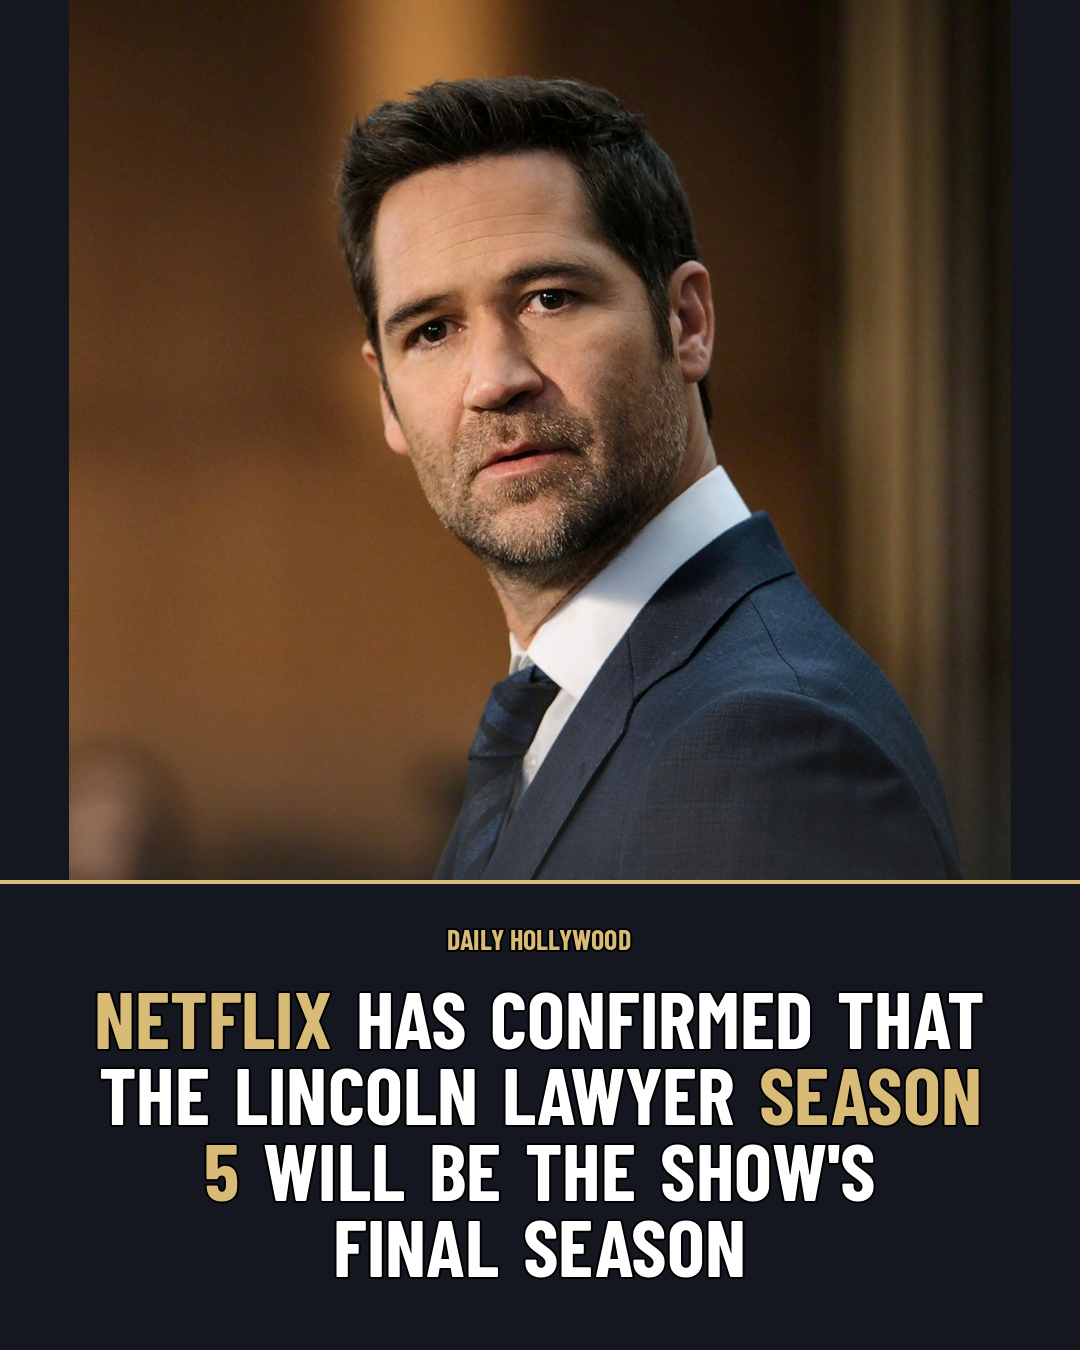 DAILY HOLLYWOOD
NETFLIX HAS CONFIRMED THAT
THE LINCOLN LAWYER SEASON
5 WILL BE THE SHOW'S
FINAL SEASON